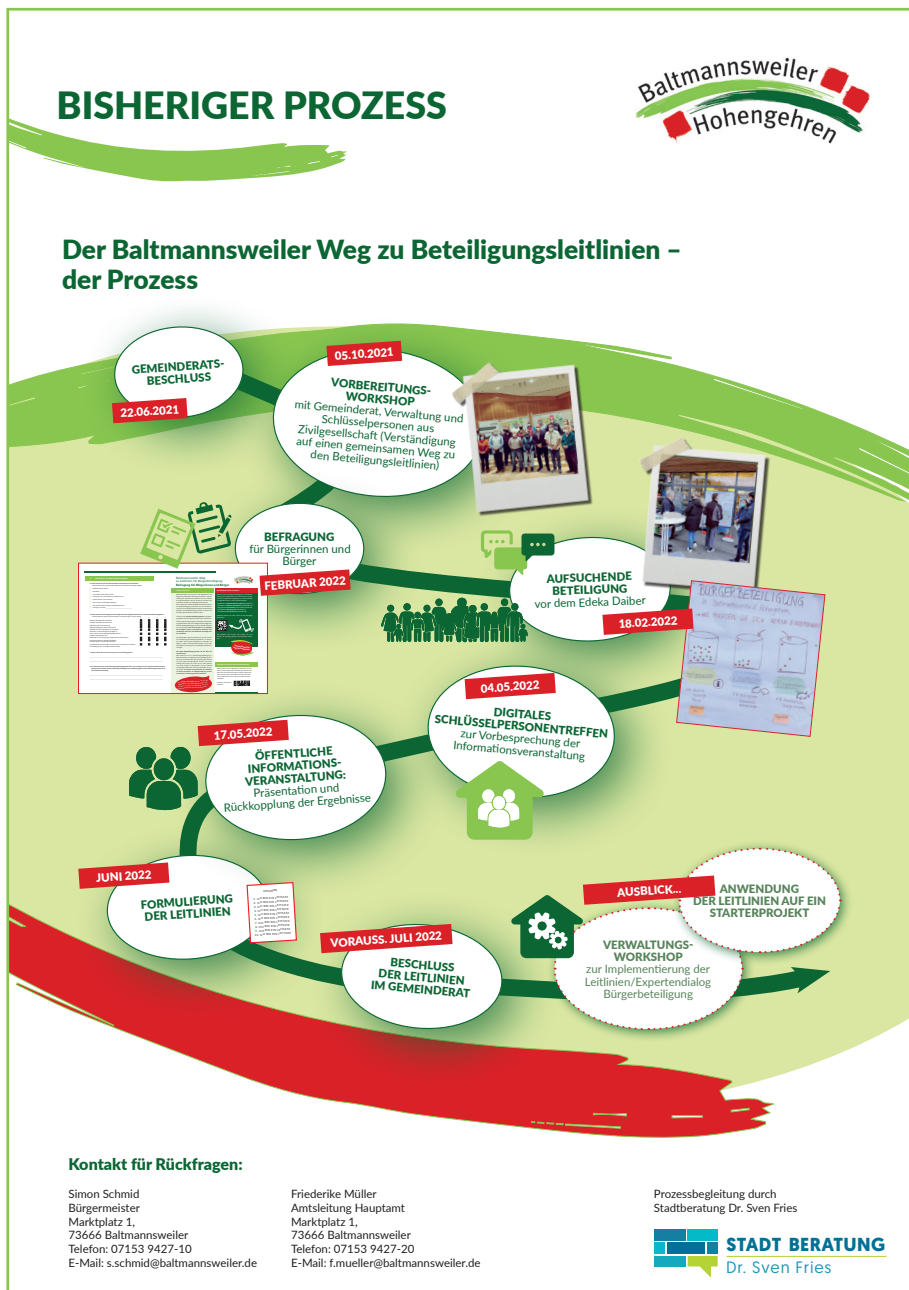 BISHERIGER PROZESS
Baltmannsweiler
Hohengehren
Der Baltmannsweiler Weg zu Beteiligungsleitlinien –
der Prozess
GEMEINDERATS-
BESCHLUSS
22.06.2021
05.10.2021
VORBEREITUNGS-
WORKSHOP
mit Gemeinderat, Verwaltung und
Schlüsselpersonen aus
Zivilgesellschaft (Verständigung
auf einen gemeinsamen Weg zu
den Beteiligungsleitlinien)
BEFRAGUNG
für Bürgerinnen und
Bürger
FEBRUAR 2022
AUFSUCHENDE
BETEILIGUNG
vor dem Edeka Daiber
18.02.2022
BÜRGERBETEILIGUNG
04.05.2022
DIGITALES
SCHLÜSSELPERSONENTREFFEN
zur Vorbesprechung der
Informationsveranstaltung
17.05.2022
ÖFFENTLICHE
INFORMATIONS-
VERANSTALTUNG:
Präsentation und
Rückkopplung der Ergebnisse
JUNI 2022
FORMULIERUNG
DER LEITLINIEN
VORAUSS. JULI 2022
BESCHLUSS
DER LEITLINIEN
IM GEMEINDERAT
AUSBLICK...
ANWENDUNG
DER LEITLINIEN AUF EIN
STARTERPROJEKT
VERWALTUNGS-
WORKSHOP
zur Implementierung der
Leitlinien/Expertendialog
Bürgerbeteiligung
Kontakt für Rückfragen:
Simon Schmid
Bürgermeister
Marktplatz 1,
73666 Baltmannsweiler
Telefon: 07153 9427-10
E-Mail: s.schmid@baltmannsweiler.de
Friederike Müller
Amtsleitung Hauptamt
Marktplatz 1,
73666 Baltmannsweiler
Telefon: 07153 9427-20
E-Mail: f.mueller@baltmannsweiler.de
Prozessbegleitung durch
Stadtberatung Dr. Sven Fries
STADT BERATUNG
Dr. Sven Fries